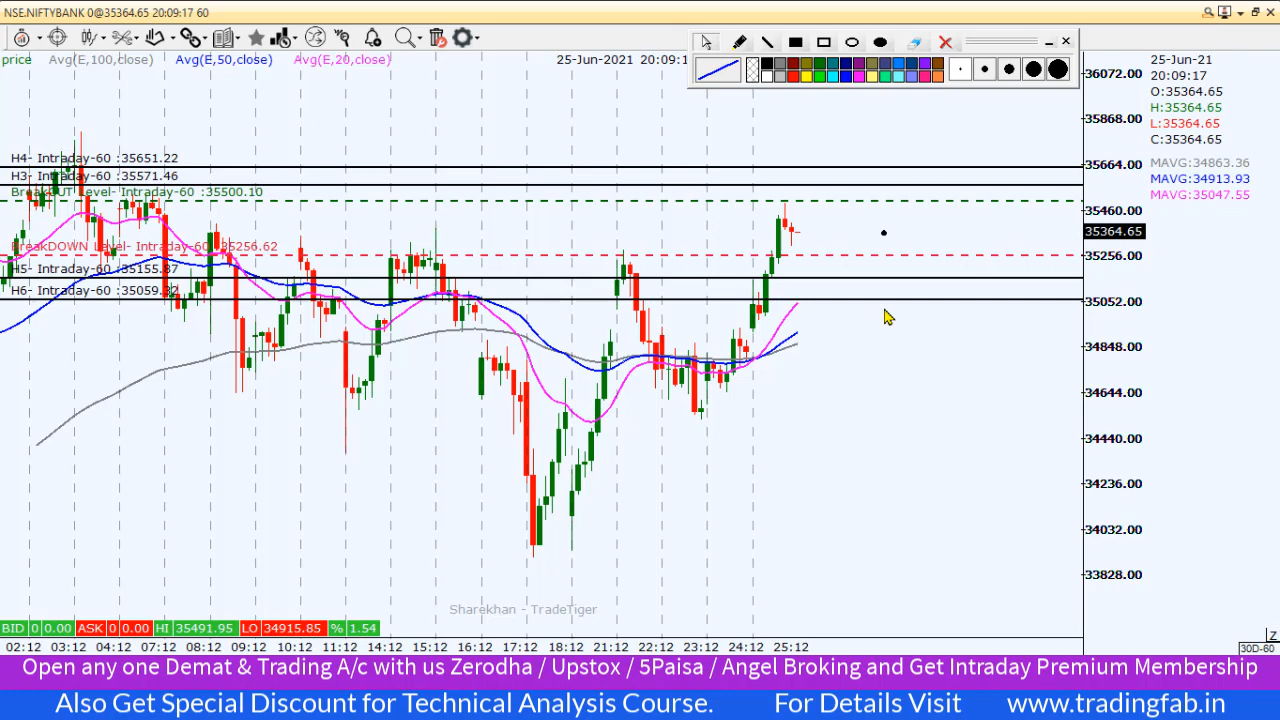 NSE.NIFTYBANK 0@35364.65 20:09:17 60
price Avg(E,100,close) Avg(E,50,close) Avg(E,20,close) 25-Jun-2021 20:09:1
25-Jun-21
20:09:17
O:35364.65
H:35364.65
L:35364.65
C:35364.65
MAVG:34863.36
MAVG:34913.93
MAVG:35047.55
36072.00
35868.00
35664.00
35460.00
35364.65
35256.00
35052.00
34848.00
34644.00
34440.00
34236.00
34032.00
33828.00
H4- Intraday-60 :35651.22
H3- Intraday-60 :35571.46
BreakOUT Level- Intraday-60 :35500.10
BreakDOWN Level- Intraday-60 :35256.62
H5- Intraday-60 :35155.87
H6- Intraday-60 :35059.32
Sharekhan - TradeTiger
BID 0 0.00 ASK 0 0.00 HI 35491.95 LO 34915.85 % 1.54
Z
02:12 03:12 04:12 07:12 08:12 09:12 10:12 11:12 14:12 15:12 16:12 17:12 18:12 21:12 22:12 23:12 24:12 25:12
30D-60
Open any one Demat & Trading A/c with us Zerodha / Upstox / 5Paisa / Angel Broking and Get Intraday Premium Membership
Also Get Special Discount for Technical Analysis Course. For Details Visit www.tradingfab.in